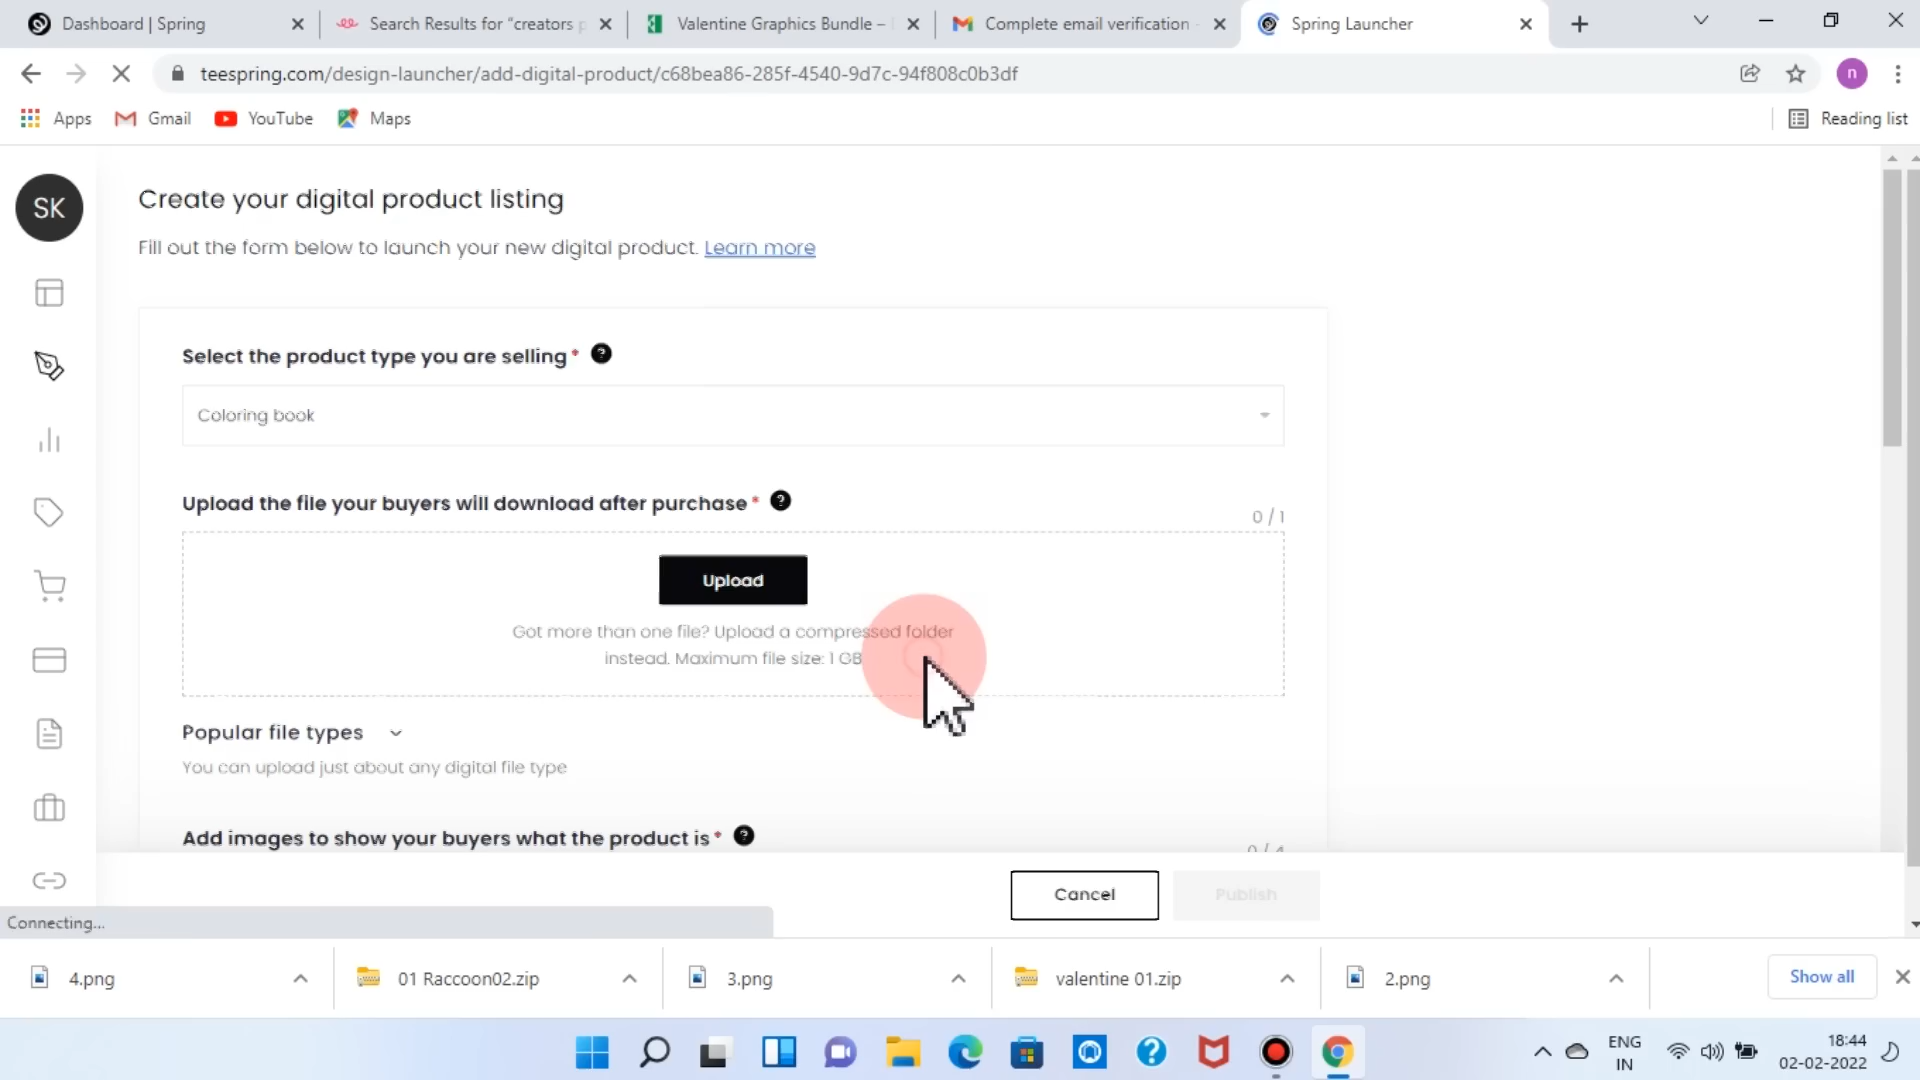 Dashboard | Spring
Search Results for “creators p
Valentine Graphics Bundle –
Complete email verification
Spring Launcher
teespring.com/design-launcher/add-digital-product/c68bea86-285f-4540-9d7c-94f808c0b3df
n
Apps
Gmail
YouTube
Maps
Reading list
SK
Create your digital product listing
Fill out the form below to launch your new digital product. Learn more
Select the product type you are selling* ?
Coloring book
Upload the file your buyers will download after purchase* ?
0 / 1
Upload
Got more than one file? Upload a compressed folder
instead. Maximum file size: 1 GB
Popular file types
You can upload just about any digital file type
Add images to show your buyers what the product is* ?
0 / 4
Cancel
Publish
Connecting...
4.png
01 Raccoon02.zip
3.png
valentine 01.zip
2.png
Show all
ENG
IN
18:44
02-02-2022